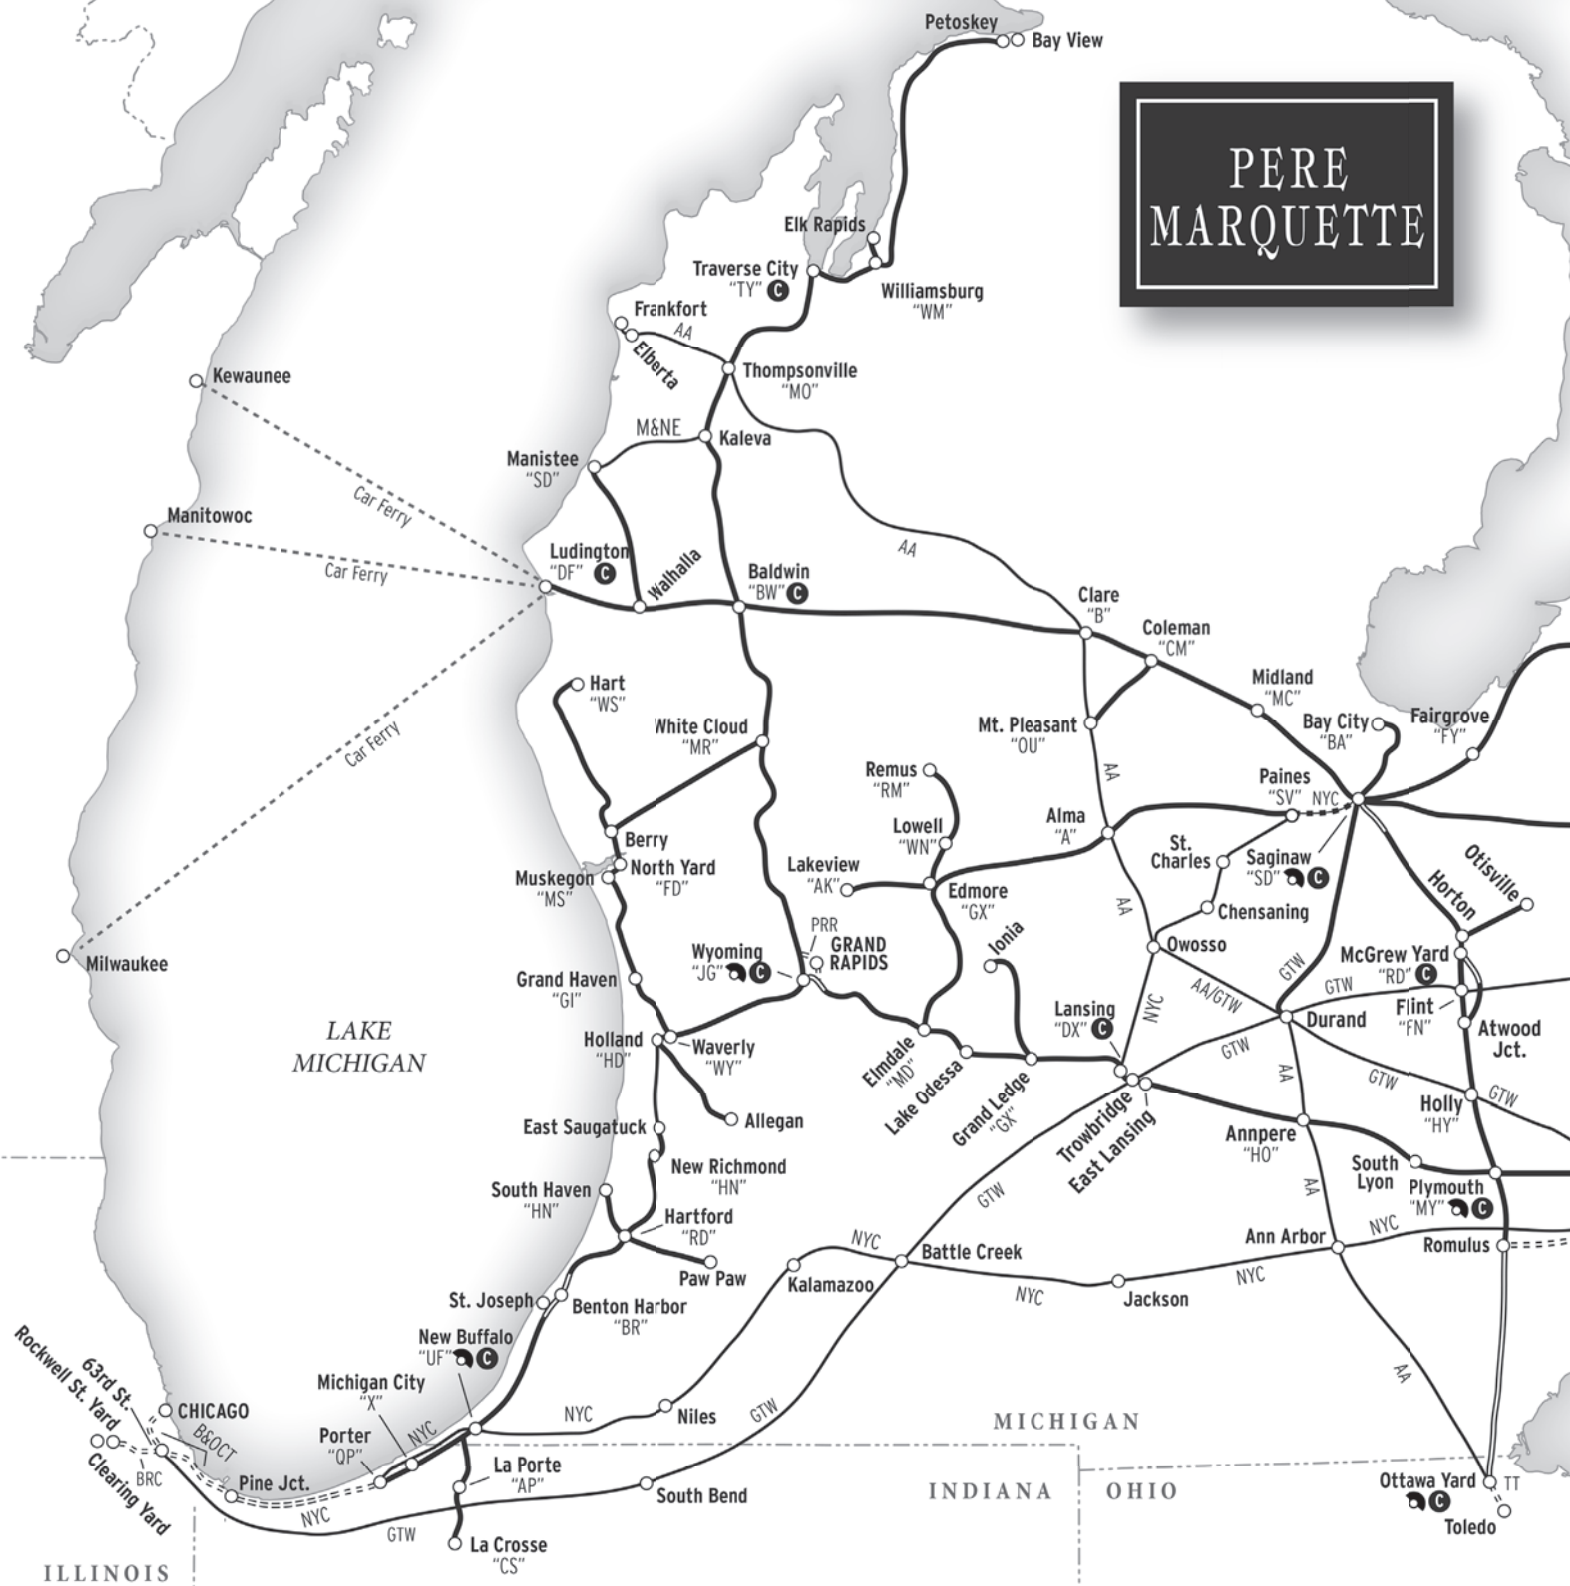 Petoskey
Bay View
PERE
MARQUETTE
Elk Rapids
Traverse City
"TY" C
Williamsburg
"WM"
Frankfort
AA
Elberta
Thompsonville
"MO"
Kewaunee
M&NE
Kaleva
Manistee
"SD"
Car Ferry
Manitowoc
Car Ferry
AA
Ludington
"DF" C
Walhalla
Baldwin
"BW" C
Clare
"B"
Coleman
"CM"
Midland
"MC"
Hart
"WS"
White Cloud
"MR"
Mt. Pleasant
"OU"
Bay City
"BA"
Fairgrove
"FY"
Car Ferry
Remus
"RM"
AA
Paines
"SV"
NYC
Lowell
"WN"
Alma
"A"
Berry
North Yard
"FD"
Muskegon
"MS"
Lakeview
"AK"
Edmore
"GX"
St.
Charles
Saginaw
"SD" C
Otisville
Horton
AA
Chensaning
Milwaukee
PRR
GRAND
RAPIDS
Wyoming
"JG" C
Ionia
Owosso
McGrew Yard
"RD" C
GTW
GTW
Grand Haven
"GI"
AA/GTW
NYC
Lansing
"DX" C
Flint
"FN"
Durand
Atwood
Jct.
LAKE
MICHIGAN
Holland
"HD"
Waverly
"WY"
Elmdale
"MD"
Lake Odessa
Grand Ledge
"GX"
GTW
AA
GTW
GTW
Holly
"HY"
Allegan
East Saugatuck
Trowbridge
East Lansing
Annpere
"HO"
New Richmond
"HN"
South
Lyon
South Haven
"HN"
GTW
AA
Plymouth
"MY" C
Hartford
"RD"
NYC
Ann Arbor
NYC
Romulus
Battle Creek
Paw Paw
Kalamazoo
NYC
NYC
Jackson
St. Joseph
Benton Harbor
"BR"
New Buffalo
"UF" C
63rd St.
Rockwell St. Yard
Michigan City
"X"
AA
CHICAGO
B&OCT
NYC
NYC
Niles
GTW
MICHIGAN
Porter
"QP"
BRC
Clearing Yard
Pine Jct.
La Porte
"AP"
South Bend
INDIANA
OHIO
Ottawa Yard
C
TT
Toledo
NYC
GTW
La Crosse
"CS"
ILLINOIS